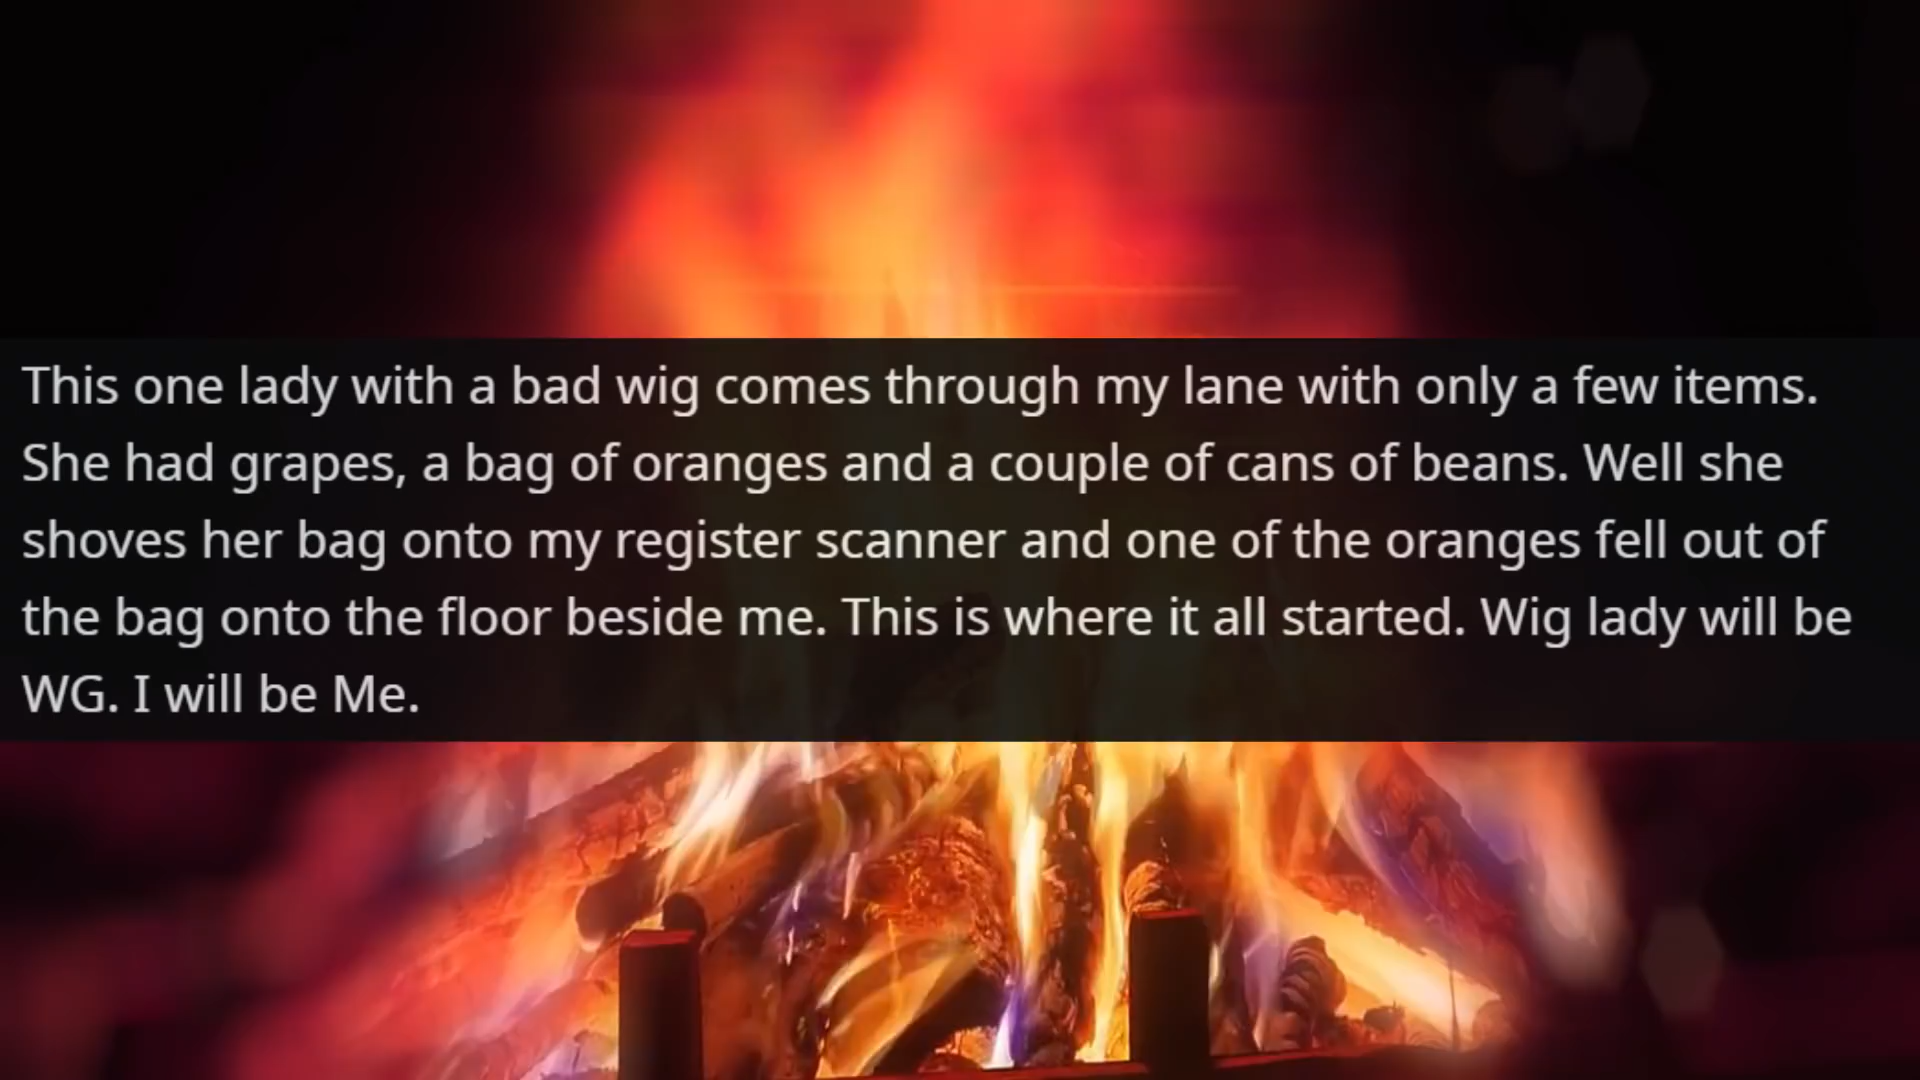 This one lady with a bad wig comes through my lane with only a few items.
She had grapes, a bag of oranges and a couple of cans of beans. Well she
shoves her bag onto my register scanner and one of the oranges fell out of
the bag onto the floor beside me. This is where it all started. Wig lady will be
WG. I will be Me.